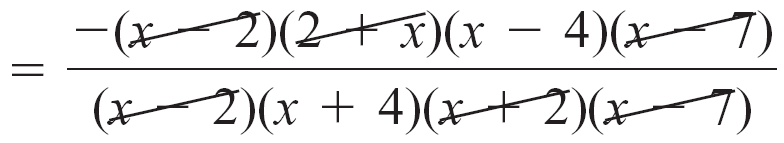 = −(x − 2)(2 + x)(x − 4)(x − 7)
(x − 2)(x + 4)(x + 2)(x − 7)